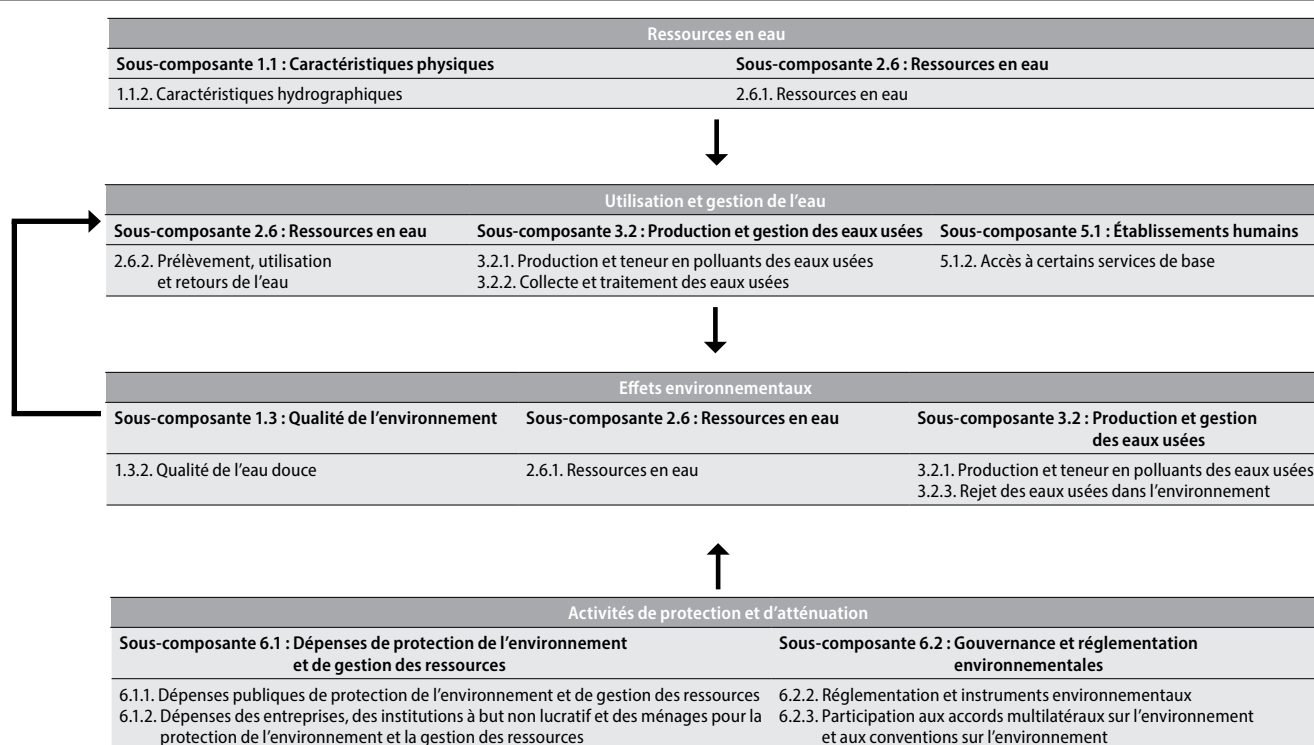 Ressources en eau
Sous-composante 1.1 : Caractéristiques physiques
Sous-composante 2.6 : Ressources en eau
1.1.2. Caractéristiques hydrographiques
2.6.1. Ressources en eau
Utilisation et gestion de l'eau
Sous-composante 2.6 : Ressources en eau
Sous-composante 3.2 : Production et gestion des eaux usées
Sous-composante 5.1 : Établissements humains
2.6.2. Prélèvement, utilisation
et retours de l'eau
3.2.1. Production et teneur en polluants des eaux usées
3.2.2. Collecte et traitement des eaux usées
5.1.2. Accès à certains services de base
Effets environnementaux
Sous-composante 1.3 : Qualité de l'environnement
Sous-composante 2.6 : Ressources en eau
Sous-composante 3.2 : Production et gestion
des eaux usées
1.3.2. Qualité de l'eau douce
2.6.1. Ressources en eau
3.2.1. Production et teneur en polluants des eaux usées
3.2.3. Rejet des eaux usées dans l'environnement
Activités de protection et d'atténuation
Sous-composante 6.1 : Dépenses de protection de l'environnement
et de gestion des ressources
Sous-composante 6.2 : Gouvernance et réglementation
environnementales
6.1.1. Dépenses publiques de protection de l'environnement et de gestion des ressources
6.1.2. Dépenses des entreprises, des institutions à but non lucratif et des ménages pour la
protection de l'environnement et la gestion des ressources
6.2.2. Réglementation et instruments environnementaux
6.2.3. Participation aux accords multilatéraux sur l'environnement
et aux conventions sur l'environnement